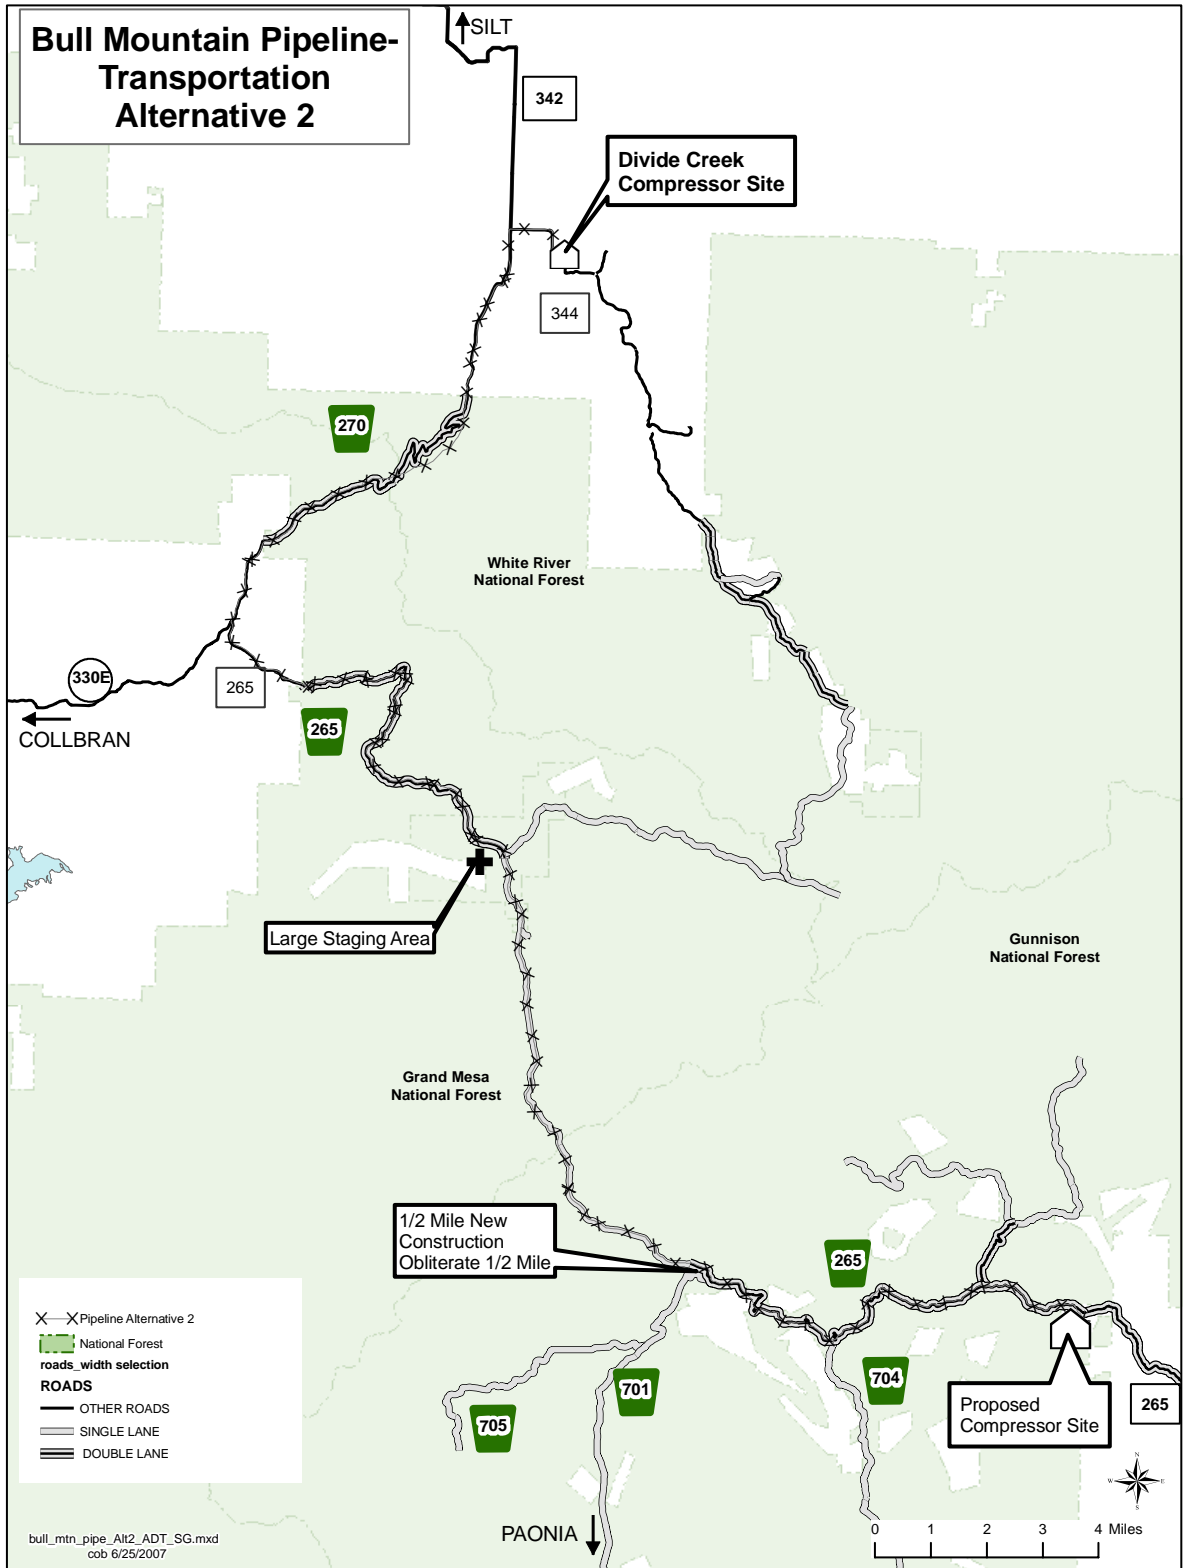 Bull Mountain Pipeline-
Transportation
Alternative 2
SILT
342
Divide Creek
Compressor Site
344
270
White River
National Forest
330E
265
COLLBRAN
265
Large Staging Area
Gunnison
National Forest
Grand Mesa
National Forest
1/2 Mile New
Construction
Obliterate 1/2 Mile
265
Pipeline Alternative 2
National Forest
roads_width selection
ROADS
OTHER ROADS
SINGLE LANE
DOUBLE LANE
701
704
705
Proposed
Compressor Site
265
N
W
E
S
PAONIA
0 1 2 3 4 Miles
bull_mtn_pipe_Alt2_ADT_SG.mxd
cob 6/25/2007